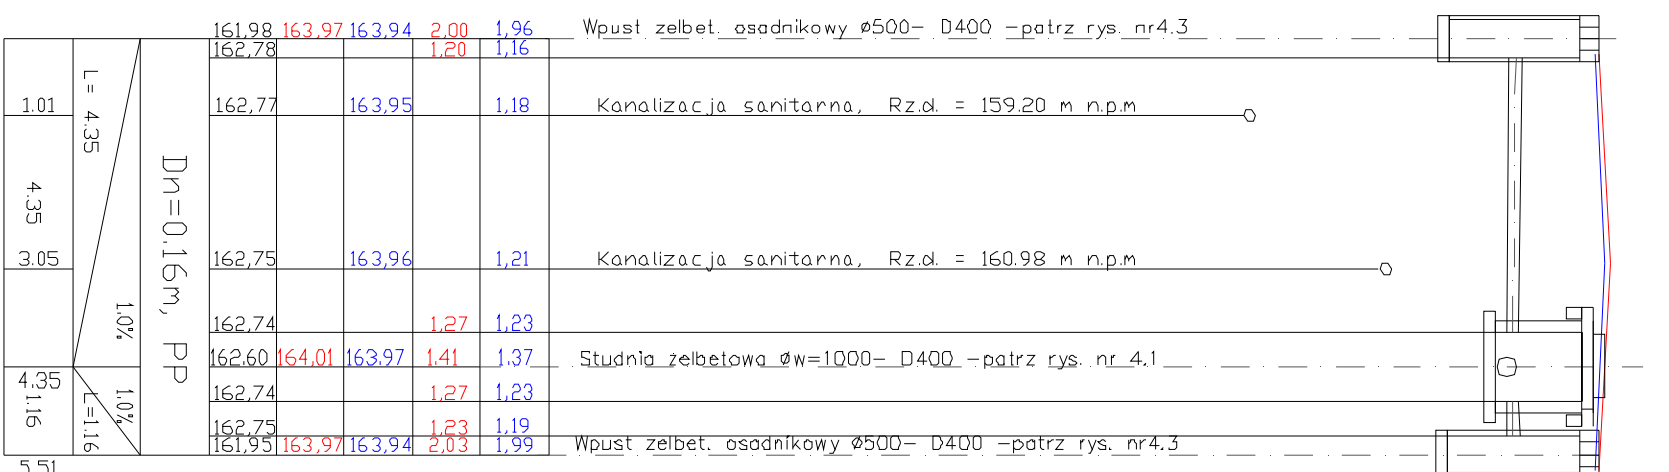 161,98 163,97 163,94 2,00 1,96 Wpust zelbet. osadnikowy ø500- D400 -patrz rys. nr4.3
162,78 1,20 1,16
1.01 162,77 163,95 1,18 Kanalizacja sanitarna, Rz.d. = 159.20 m n.p.m
L= 4.35
4.35
Dn=0.16m, PP
3.05 162,75 163,96 1,21 Kanalizacja sanitarna, Rz.d. = 160.98 m n.p.m
1.0%
162,74 1,27 1,23
162.60 164,01 163.97 1.41 1.37 Studnia żelbetowa øw=1000- D400 -patrz rys. nr 4.1
4.35 162,74 1,27 1,23
1.16
L=1.16
1.0%
162,75 1,23 1,19
161,95 163,97 163,94 2,03 1,99 Wpust zelbet. osadnikowy ø500- D400 -patrz rys. nr4.3
5.51